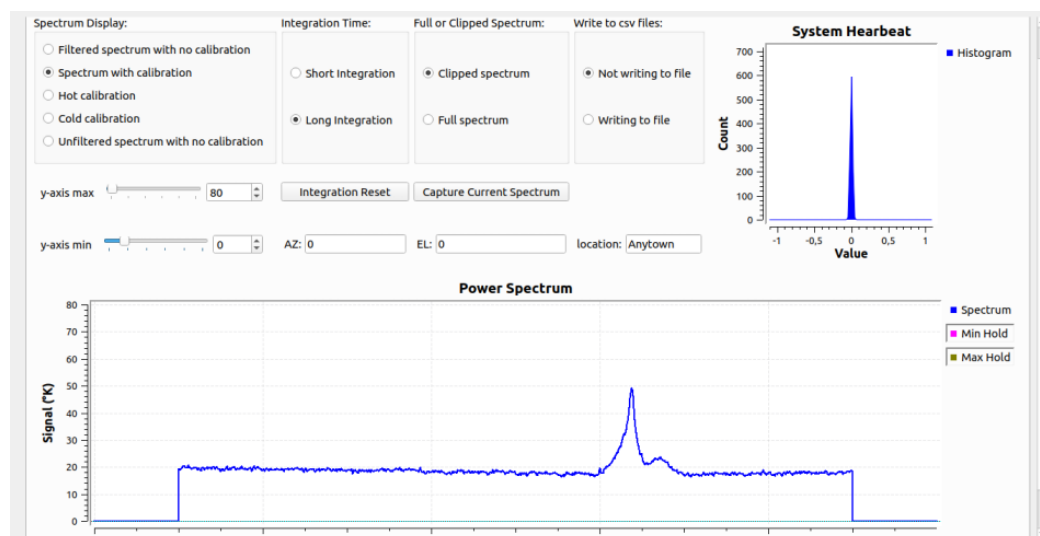 Spectrum Display:
Filtered spectrum with no calibration
Spectrum with calibration
Hot calibration
Cold calibration
Unfiltered spectrum with no calibration
Integration Time:
Short Integration
Long Integration
Full or Clipped Spectrum:
Clipped spectrum
Full spectrum
Write to csv files:
Not writing to file
Writing to file
y-axis max 80
Integration Reset
Capture Current Spectrum
y-axis min 0
AZ: 0
EL: 0
location: Anytown
System Hearbeat
700
600
500
400
300
200
100
0
Count
-1 -0,5 0 0,5 1
Value
Histogram
Power Spectrum
80
70
60
50
40
30
20
10
0
Signal (°K)
Spectrum
Min Hold
Max Hold